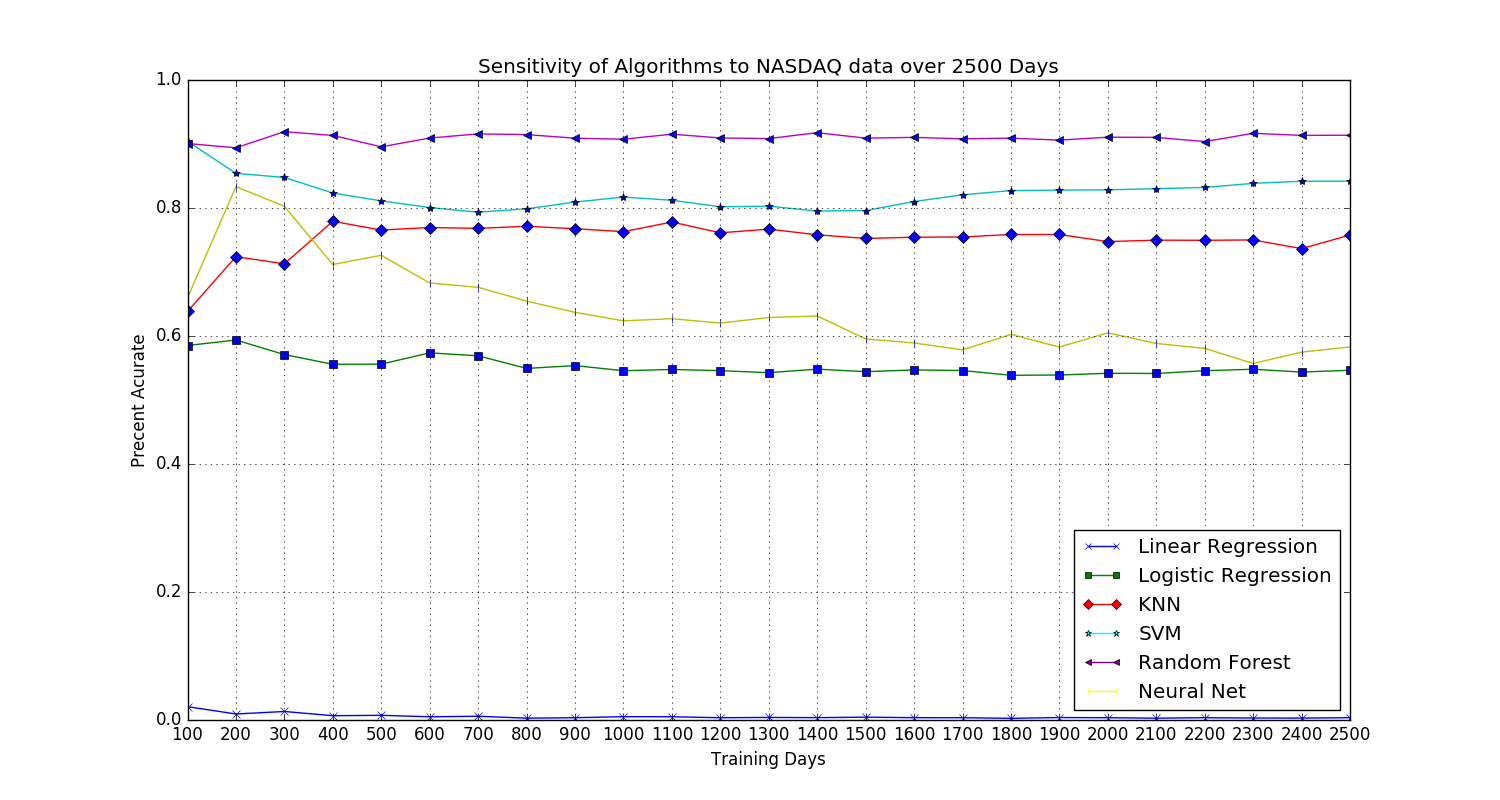 Sensitivity of Algorithms to NASDAQ data over 2500 Days
1.0
0.8
0.6
0.4
0.2
0.0
Precent Acurate
100 200 300 400 500 600 700 800 900 1000 1100 1200 1300 1400 1500 1600 1700 1800 1900 2000 2100 2200 2300 2400 2500
Training Days
Linear Regression
Logistic Regression
KNN
SVM
Random Forest
Neural Net